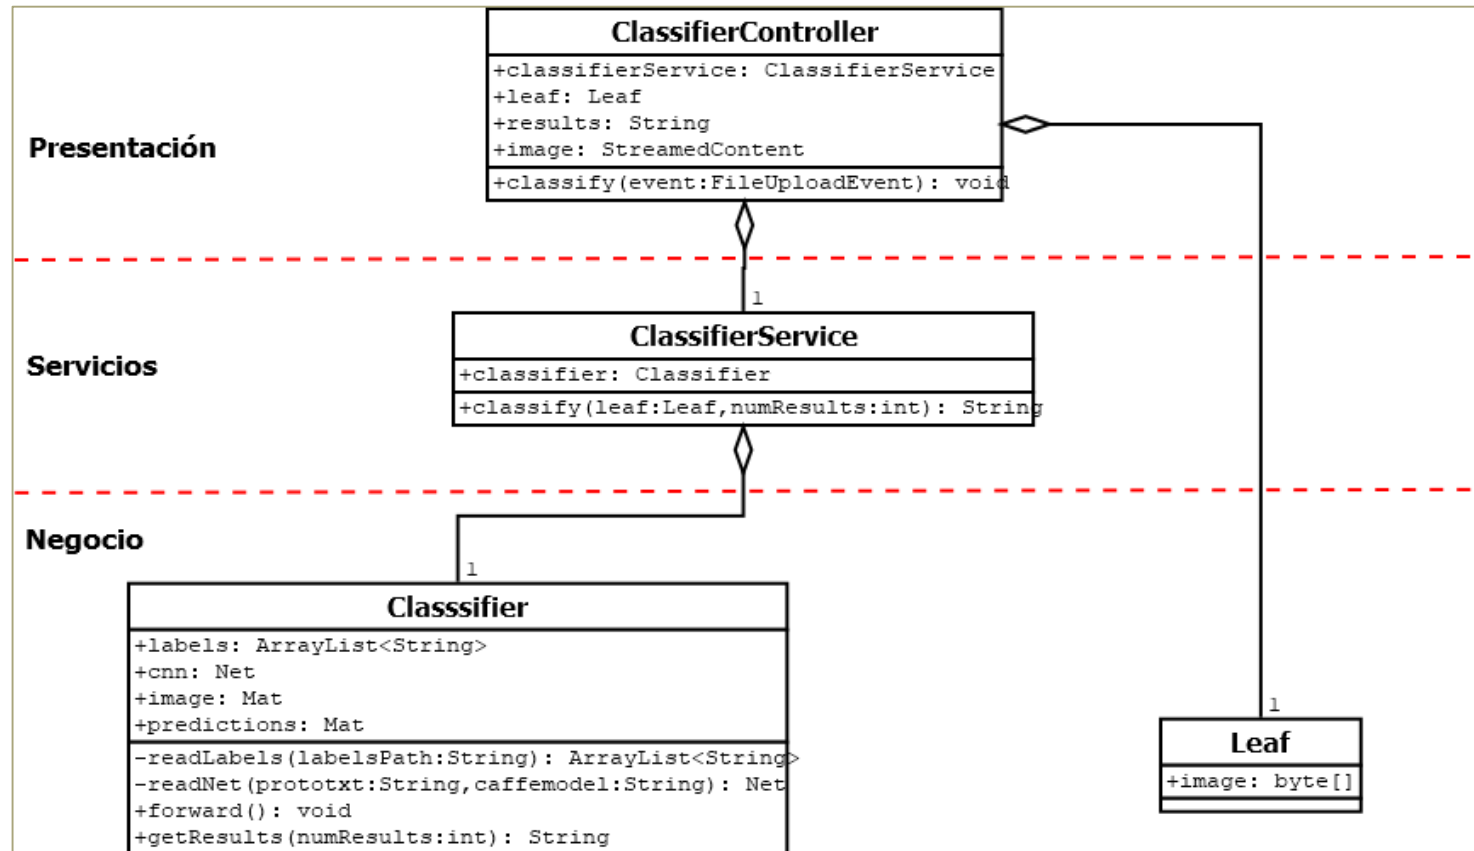 ClassifierController
+classifierService: ClassifierService
+leaf: Leaf
+results: String
+image: StreamedContent
+classify(event:FileUploadEvent): void
Presentación
1
ClassifierService
+classifier: Classifier
+classify(leaf:Leaf,numResults:int): String
Servicios
Negocio
1
Classsifier
+labels: ArrayList<String>
+cnn: Net
+image: Mat
+predictions: Mat
-readLabels(labelsPath:String): ArrayList<String>
-readNet(prototxt:String,caffemodel:String): Net
+forward(): void
+getResults(numResults:int): String
1
Leaf
+image: byte[]